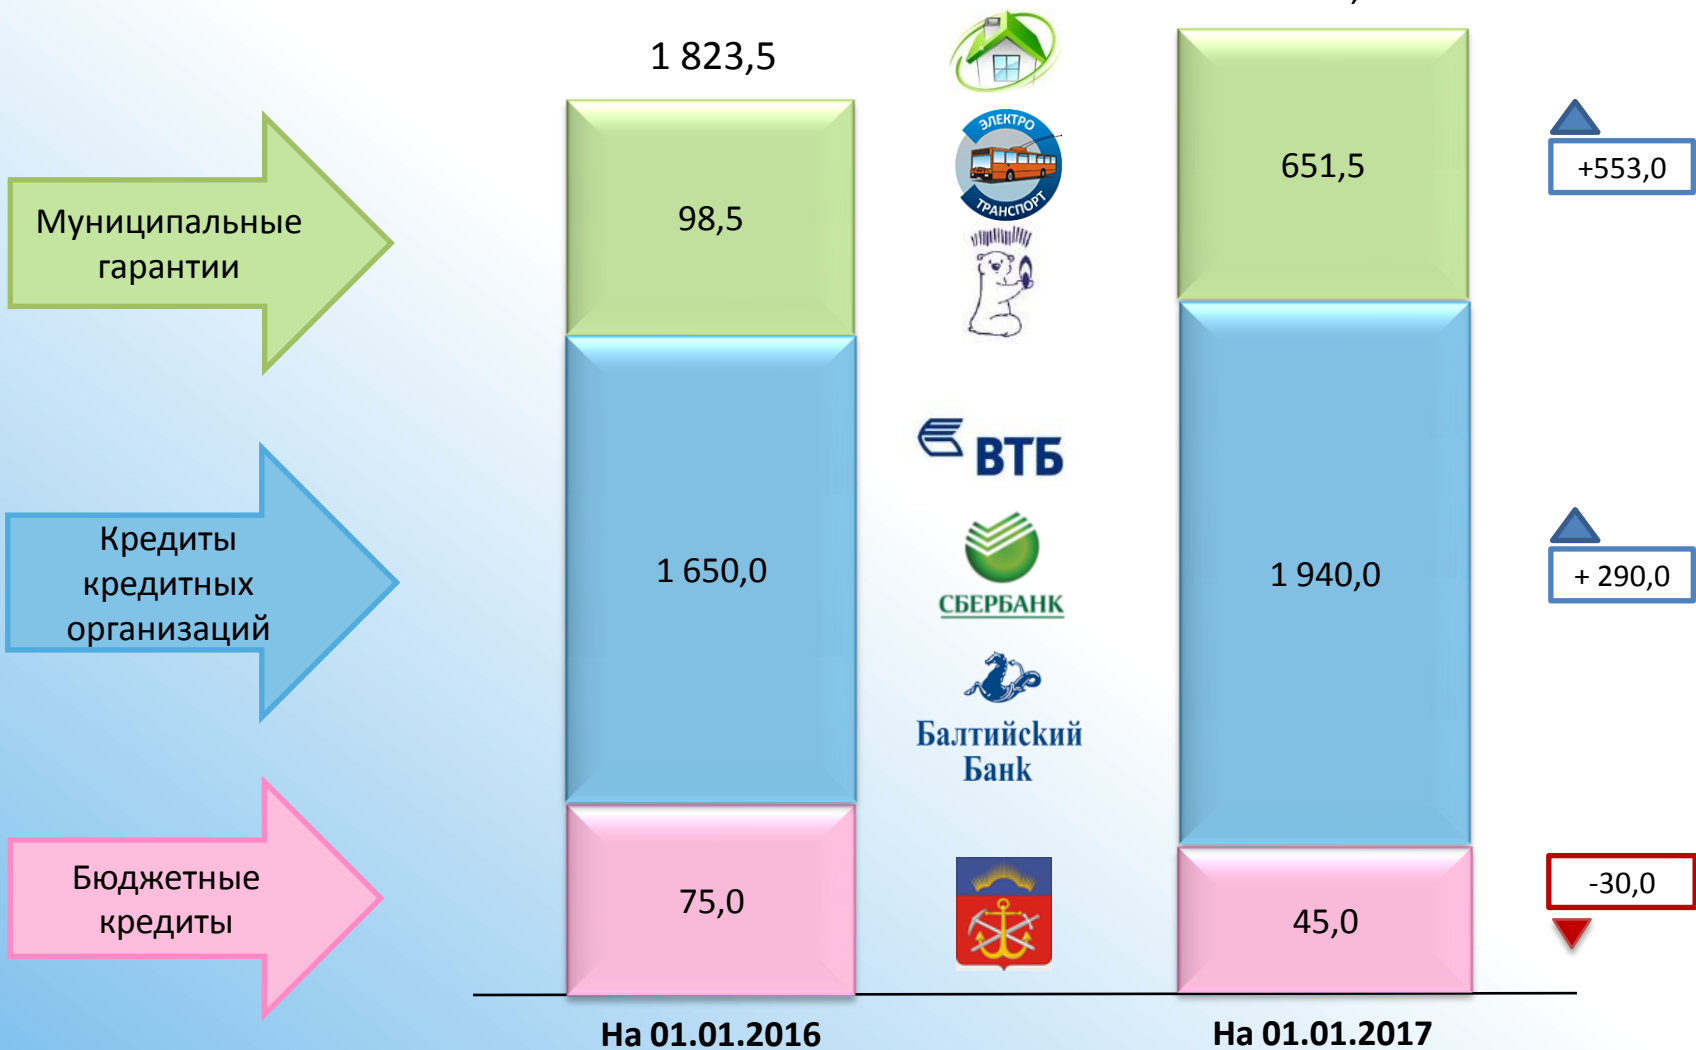 1 823,5
Муниципальные
гарантии
98,5
ЭЛЕКТРО
ТРАНСПОРТ
651,5
+553,0
Кредиты
кредитных
организаций
1 650,0
ВТБ
СБЕРБАНК
Балтийский
Банк
1 940,0
+ 290,0
Бюджетные
кредиты
75,0
45,0
-30,0
На 01.01.2016
На 01.01.2017